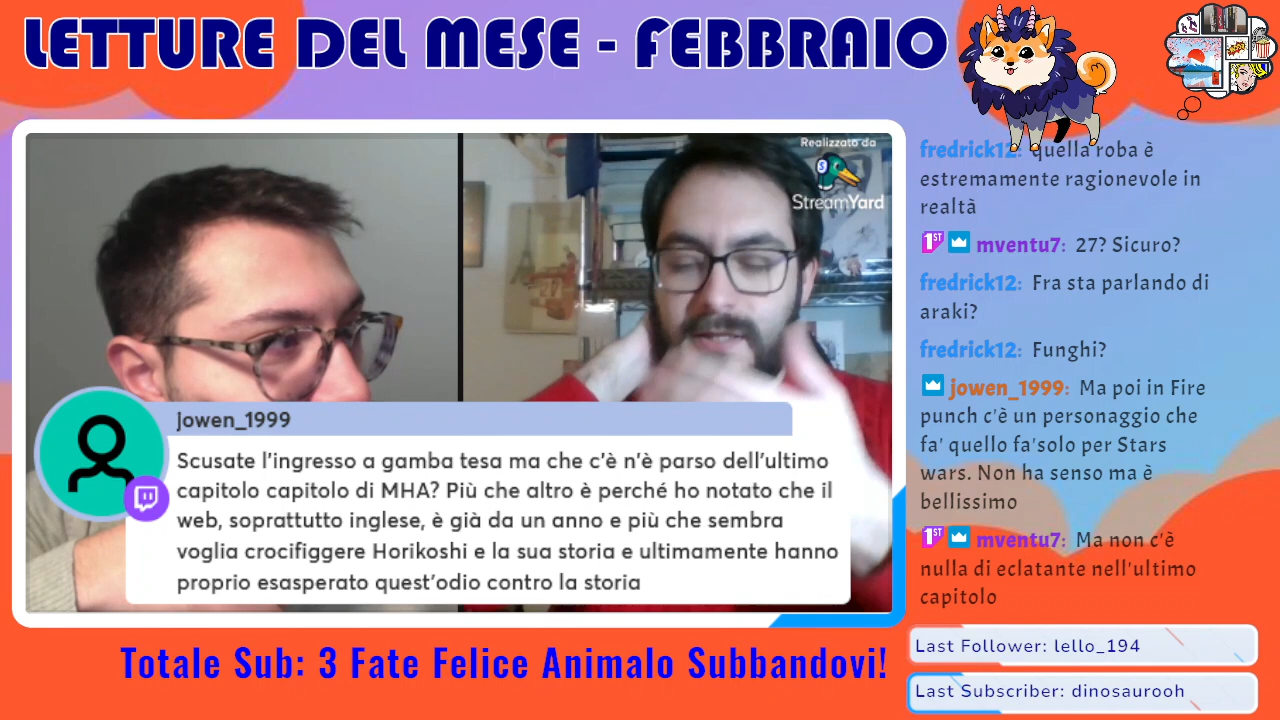 LETTURE DEL MESE - FEBBRAIO
Realizzato da
StreamYard
jowen_1999
Scusate l'ingresso a gamba tesa ma che c'è n'è parso dell'ultimo
capitolo capitolo di MHA? Più che altro è perché ho notato che il
web, soprattutto inglese, è già da un anno e più che sembra
voglia crocifiggere Horikoshi e la sua storia e ultimamente hanno
proprio esasperato quest'odio contro la storia
Totale Sub: 3 Fate Felice Animalo Subbandovi!
fredrick12: quella roba è
estremamente ragionevole in
realtà
1ST mventu7: 27? Sicuro?
fredrick12: Fra sta parlando di
araki?
fredrick12: Funghi?
jowen_1999: Ma poi in Fire
punch c'è un personaggio che
fa' quello fa'solo per Stars
wars. Non ha senso ma è
bellissimo
1ST mventu7: Ma non c'è
nulla di eclatante nell'ultimo
capitolo
Last Follower: lello_194
Last Subscriber: dinosaurooh